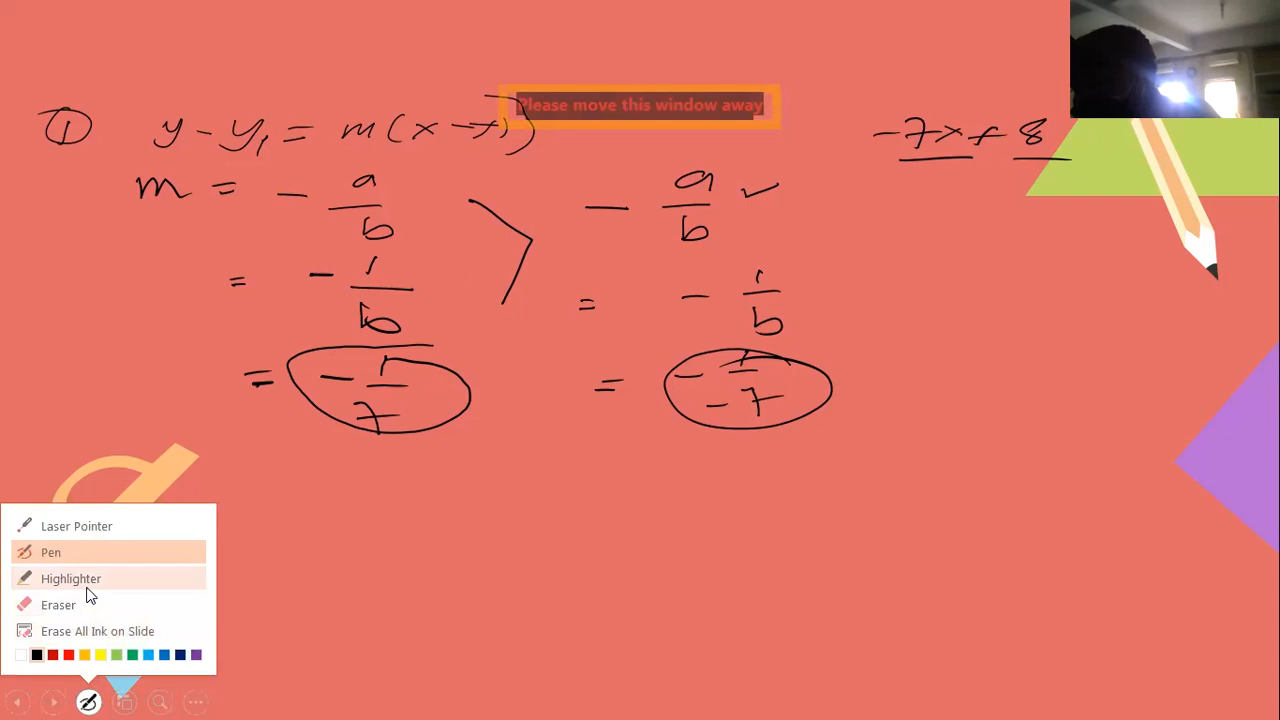 Please move this window away
① y - y₁ = m(x - x₁)
-7x + 8
m = - a/b
- a/b ✓
= - 1/b
= - 1/b
= - 1/7
= - 1/-7
Laser Pointer
Pen
Highlighter
Eraser
Erase All Ink on Slide